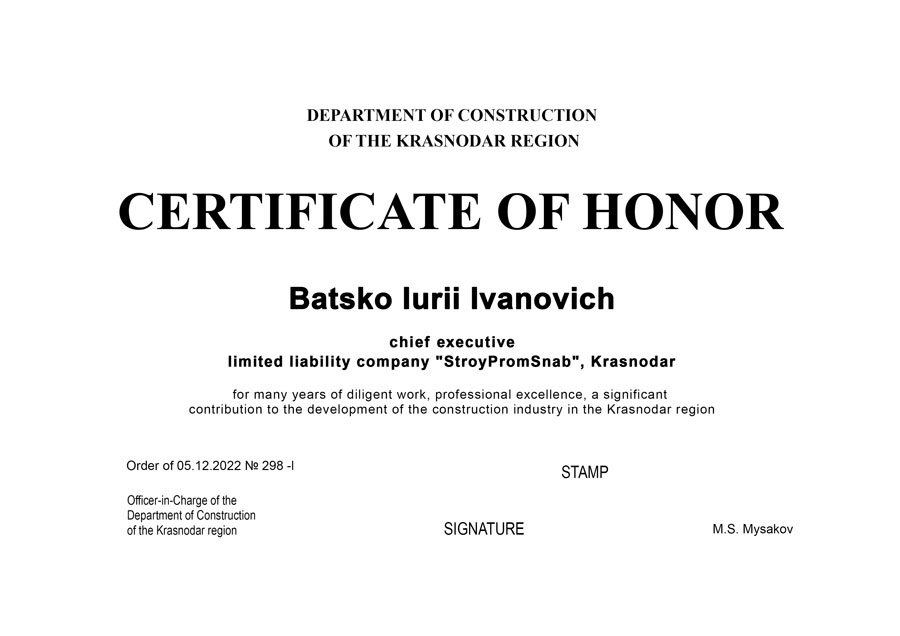 DEPARTMENT OF CONSTRUCTION
OF THE KRASNODAR REGION
CERTIFICATE OF HONOR
Batsko Iurii Ivanovich
chief executive
limited liability company "StroyPromSnab", Krasnodar
for many years of diligent work, professional excellence, a significant
contribution to the development of the construction industry in the Krasnodar region
Order of 05.12.2022 № 298 -l
STAMP
Officer-in-Charge of the
Department of Construction
of the Krasnodar region
SIGNATURE
M.S. Mysakov